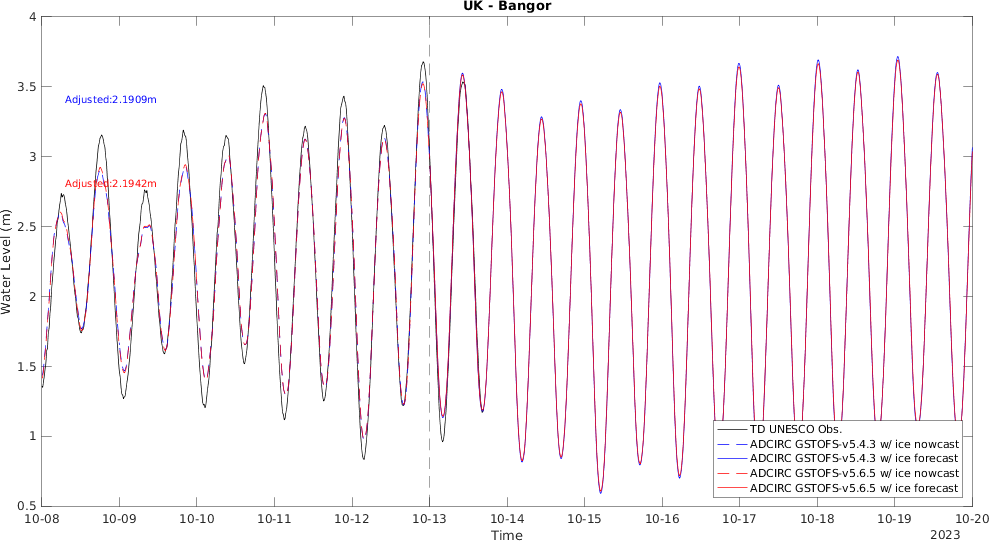 UK - Bangor
4
3.5
3
2.5
2
1.5
1
0.5
Water Level (m)
Adjusted:2.1909m
Adjusted:2.1942m
TD UNESCO Obs.
ADCIRC GSTOFS-v5.4.3 w/ ice nowcast
ADCIRC GSTOFS-v5.4.3 w/ ice forecast
ADCIRC GSTOFS-v5.6.5 w/ ice nowcast
ADCIRC GSTOFS-v5.6.5 w/ ice forecast
10-08 10-09 10-10 10-11 10-12 10-13 10-14 10-15 10-16 10-17 10-18 10-19 10-20
Time
2023